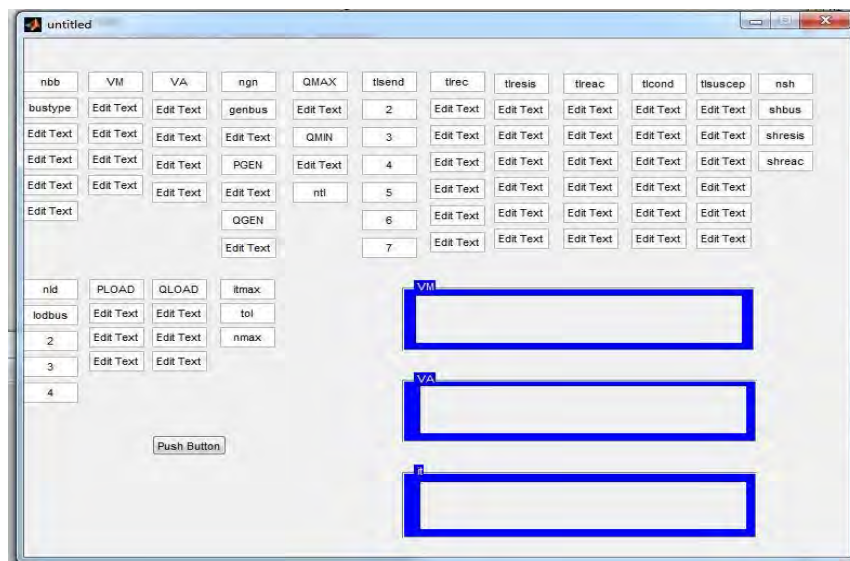 untitled
nbb VM VA ngn QMAX tlsend tlrec tlresis tlreac tlcond tlsuscep nsh
bustype Edit Text Edit Text genbus Edit Text 2 Edit Text Edit Text Edit Text Edit Text Edit Text shbus
Edit Text Edit Text Edit Text Edit Text QMIN 3 Edit Text Edit Text Edit Text Edit Text Edit Text shresis
Edit Text Edit Text Edit Text PGEN Edit Text 4 Edit Text Edit Text Edit Text Edit Text Edit Text shreac
Edit Text Edit Text Edit Text Edit Text ntl 5 Edit Text Edit Text Edit Text Edit Text Edit Text
Edit Text QGEN 6 Edit Text Edit Text Edit Text Edit Text Edit Text
Edit Text 7 Edit Text Edit Text Edit Text Edit Text Edit Text
nld PLOAD QLOAD itmax
lodbus Edit Text Edit Text tol
2 Edit Text Edit Text nmax
3 Edit Text Edit Text
4
VM
VA
it
Push Button